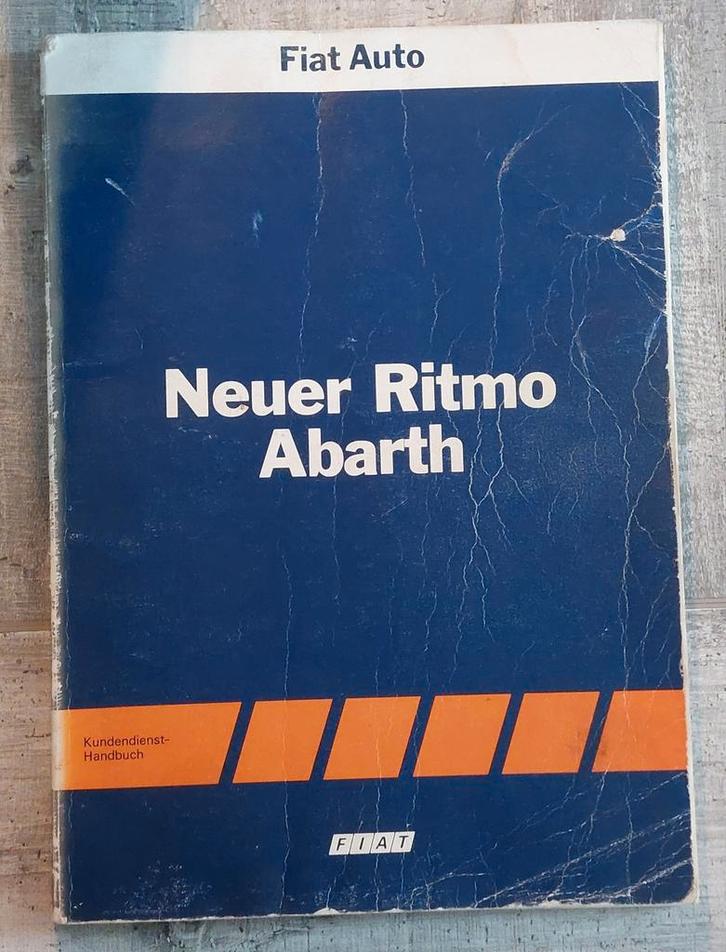 Fiat Auto
Neuer Ritmo
Abarth
Kundendienst-
Handbuch
FIAT